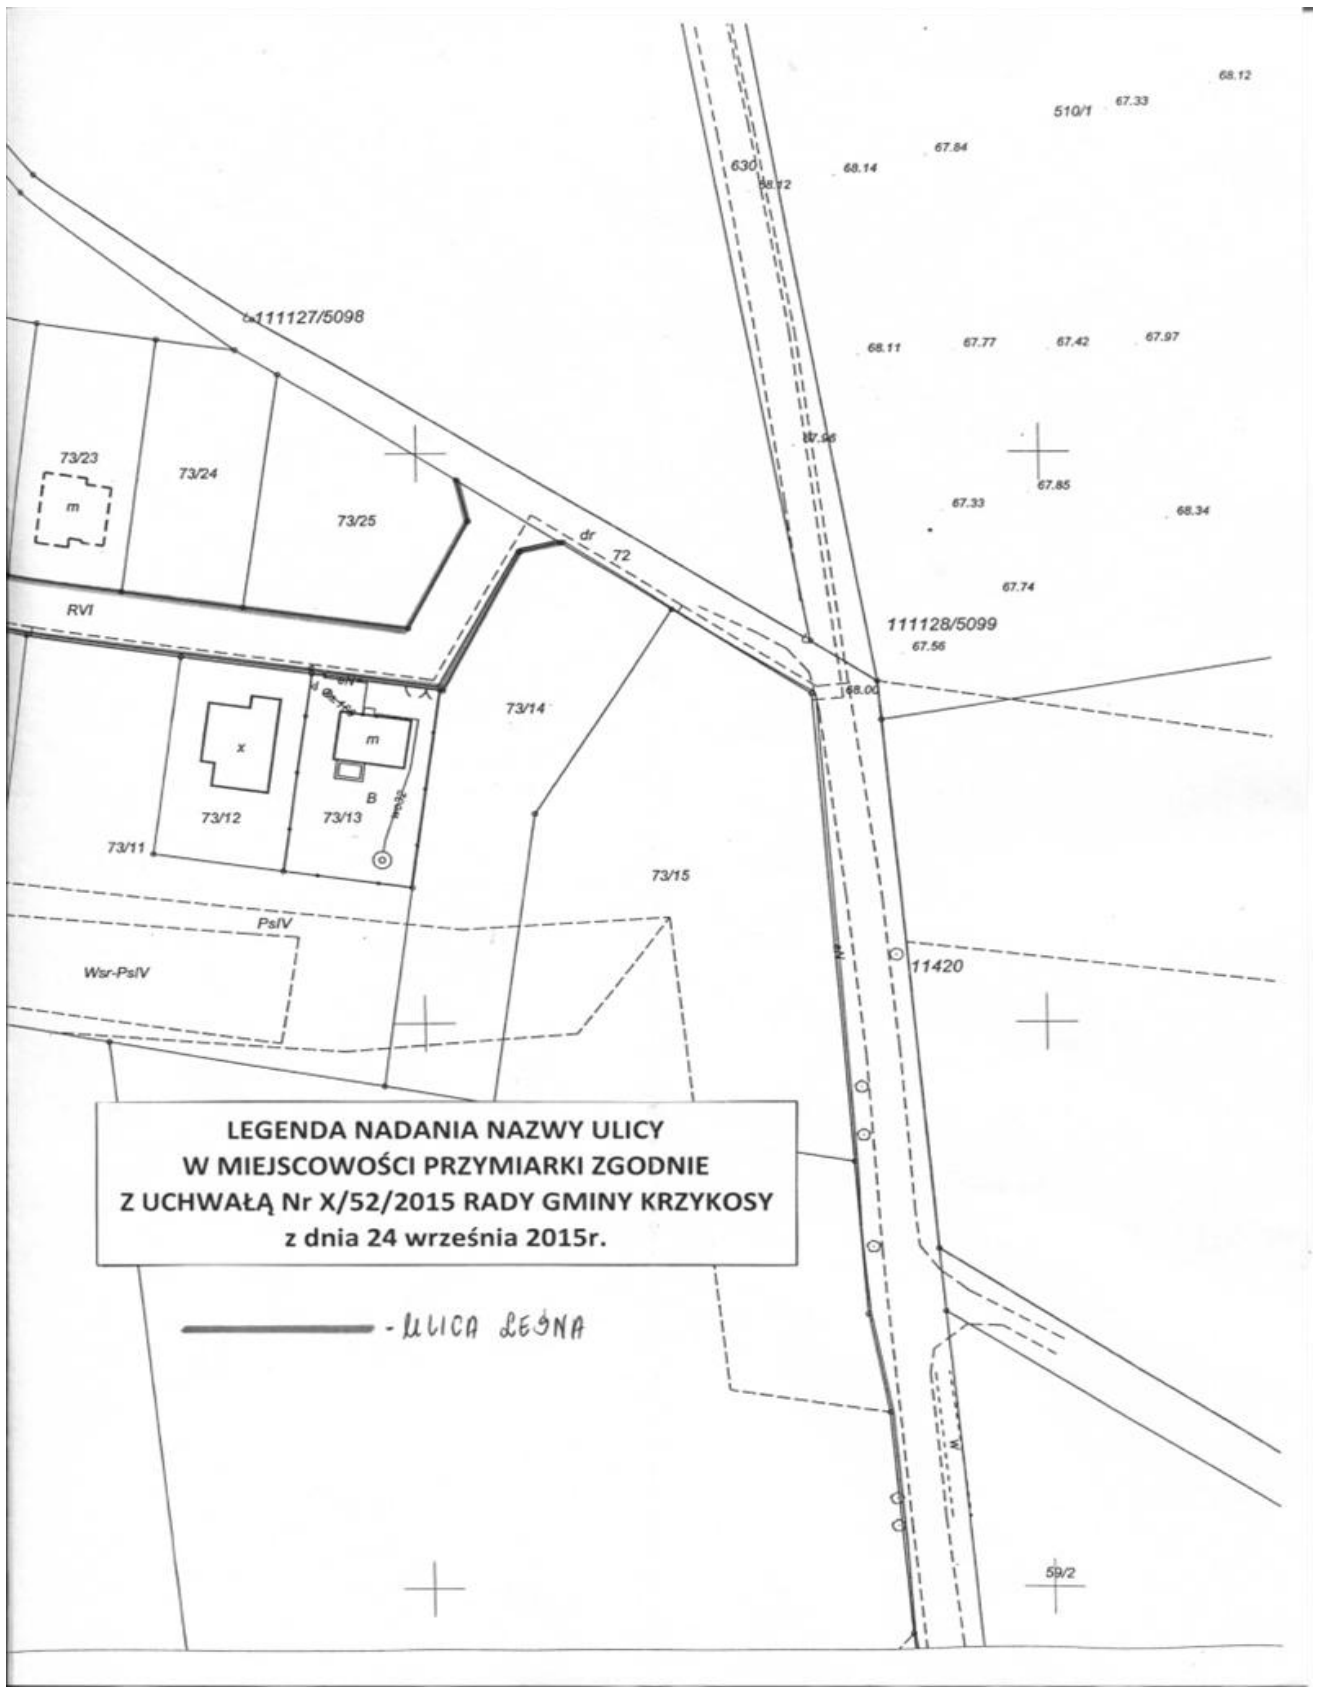 68.12
510/1
67.33
67.84
68.14
630
68.12
111127/5098
68.11
67.77
67.42
67.97
73/23
m
73/24
73/25
67.96
67.85
67.33
68.34
dr
72
67.74
RVI
111128/5099
67.56
68.00
x
m
73/14
B
wo32
73/12
73/13
73/11
73/15
PsIV
Wsr-PsIV
eN
11420
LEGENDA NADANIA NAZWY ULICY
W MIEJSCOWOŚCI PRZYMIARKI ZGODNIE
Z UCHWAŁĄ Nr X/52/2015 RADY GMINY KRZYKOSY
z dnia 24 września 2015r.
- ULICA LEŚNA
W
59/2